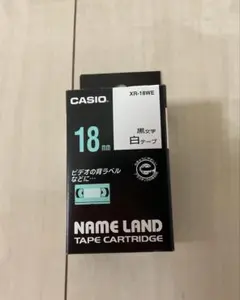 CASIO
XR-18WE
18mm
黒文字
白テープ
ビデオの背ラベル
などに…
NAME LAND
TAPE CARTRIDGE